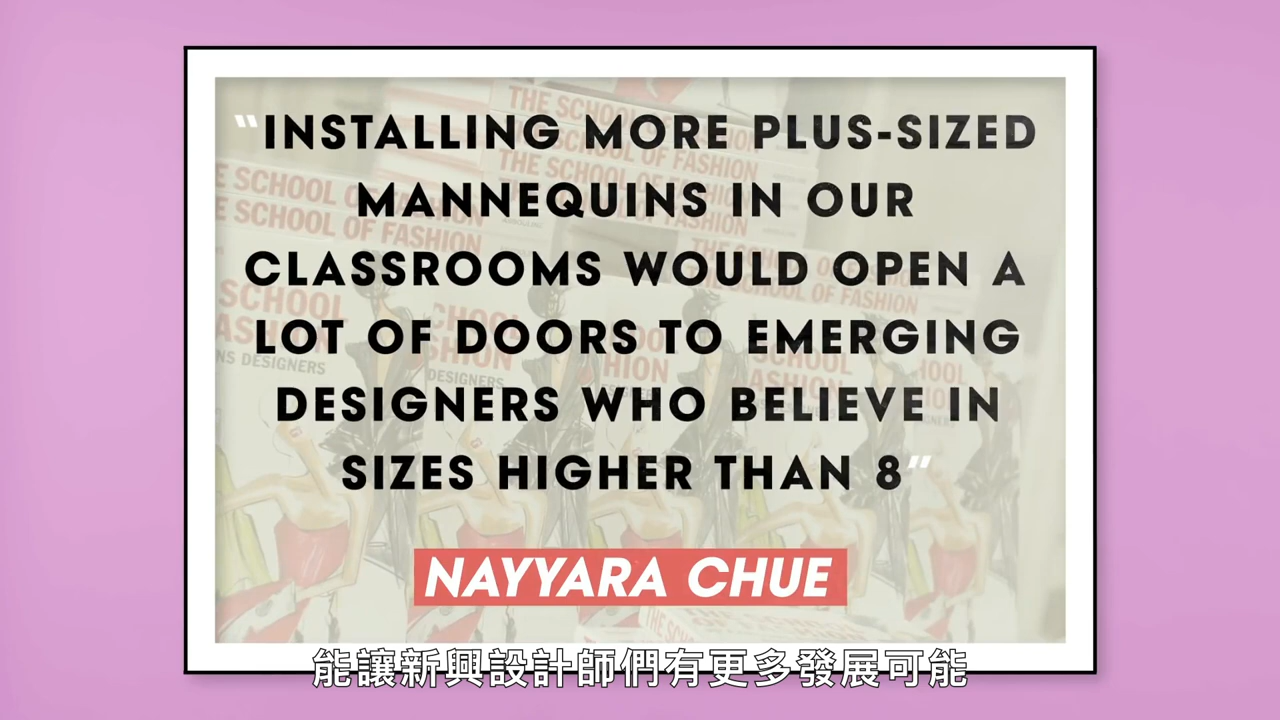 "INSTALLING MORE PLUS-SIZED
MANNEQUINS IN OUR
CLASSROOMS WOULD OPEN A
LOT OF DOORS TO EMERGING
DESIGNERS WHO BELIEVE IN
SIZES HIGHER THAN 8"
NAYYARA CHUE
能讓新興設計師們有更多發展可能